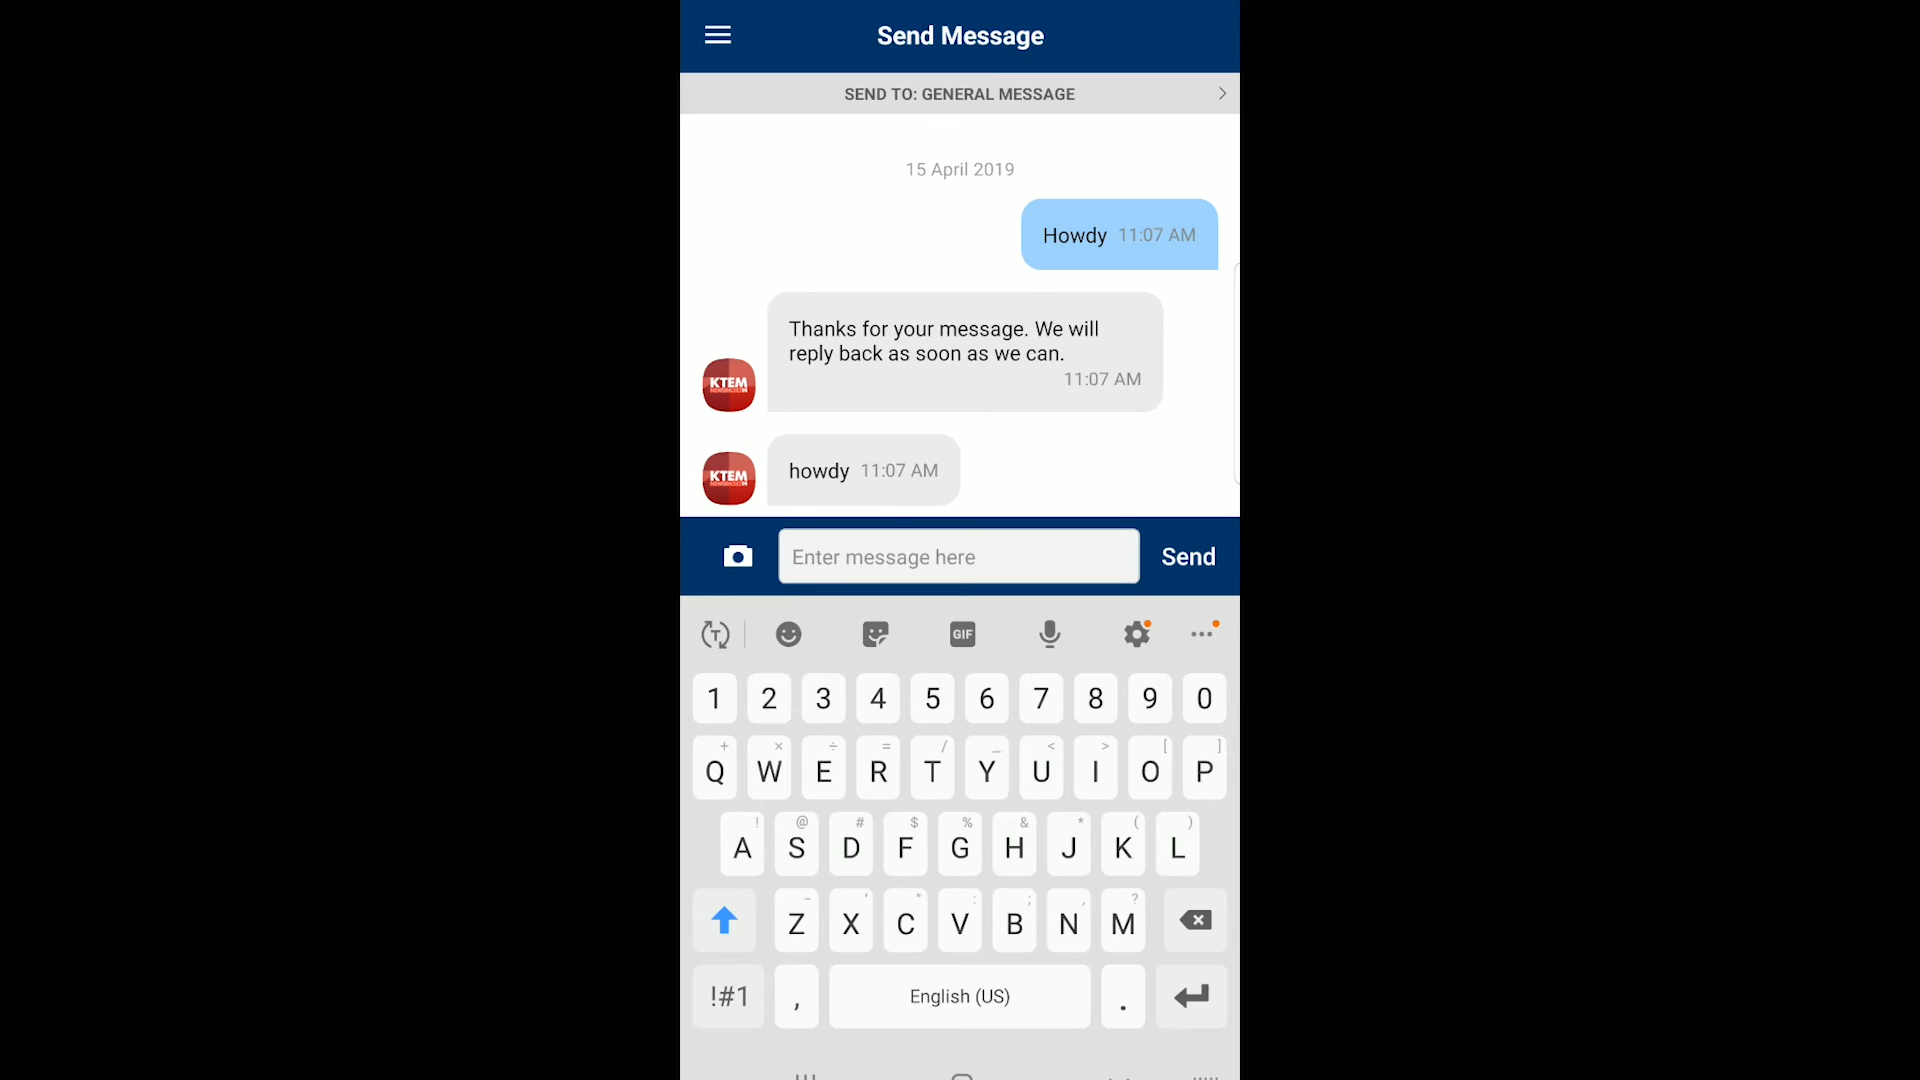 Send Message
SEND TO: GENERAL MESSAGE
15 April 2019
Howdy 11:07 AM
Thanks for your message. We will
reply back as soon as we can.
11:07 AM
KTEM
NEWSRADIO14
howdy 11:07 AM
KTEM
NEWSRADIO14
Enter message here
Send
T
GIF
1 2 3 4 5 6 7 8 9 0
+ × ÷ = / _ < > [ ]
Q W E R T Y U I O P
! @ # $ % & * ( )
A S D F G H J K L
- ' " : ; , ?
Z X C V B N M
!#1 , English (US) .